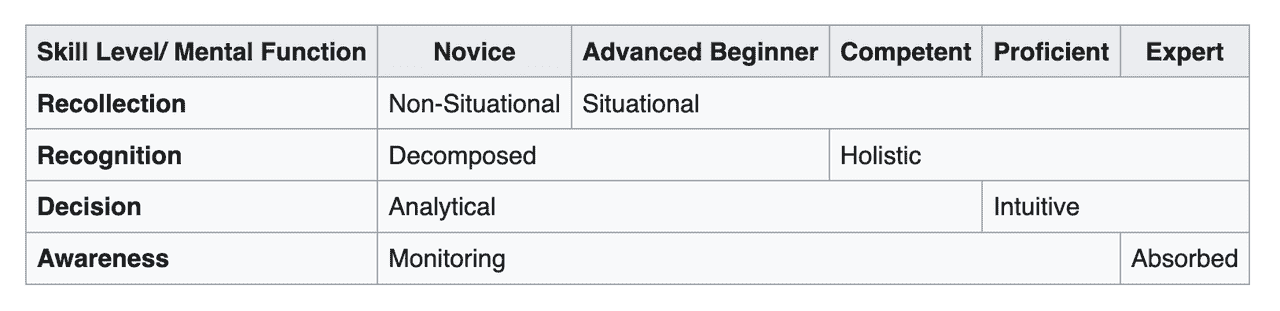 Skill Level/ Mental Function Novice Advanced Beginner Competent Proficient Expert
Recollection Non-Situational Situational
Recognition Decomposed Holistic
Decision Analytical Intuitive
Awareness Monitoring Absorbed